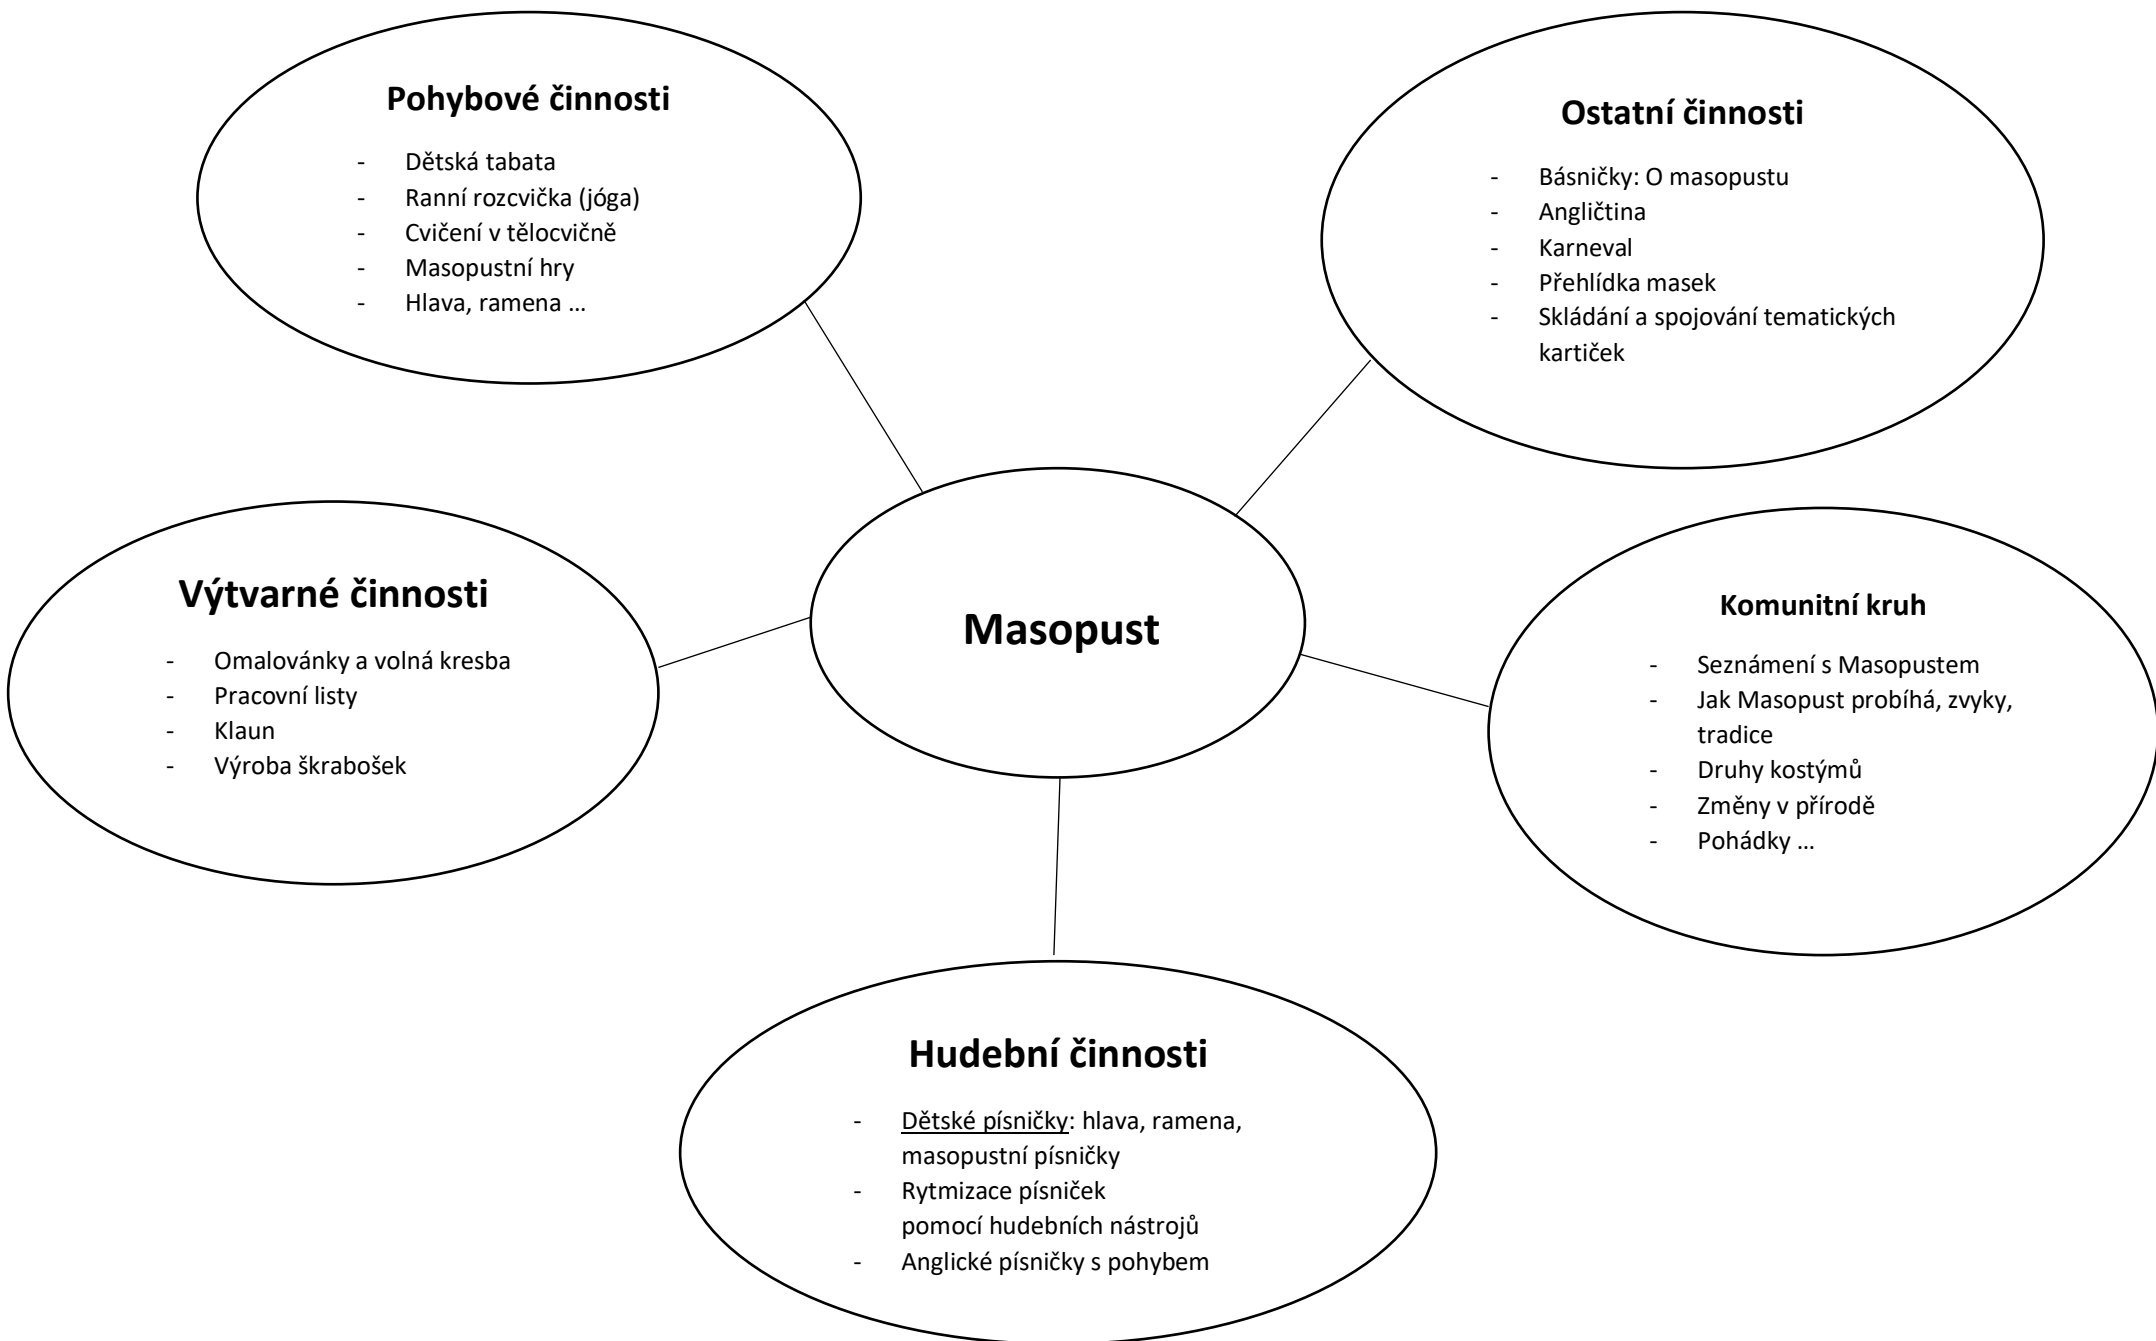 Pohybové činnosti
- Dětská tabata
- Ranní rozcvička (jóga)
- Cvičení v tělocvičně
- Masopustní hry
- Hlava, ramena …
Ostatní činnosti
- Básničky: O masopustu
- Angličtina
- Karneval
- Přehlídka masek
- Skládání a spojování tematických
kartiček
Výtvarné činnosti
- Omalovánky a volná kresba
- Pracovní listy
- Klaun
- Výroba škrabošek
Masopust
Komunitní kruh
- Seznámení s Masopustem
- Jak Masopust probíhá, zvyky,
tradice
- Druhy kostýmů
- Změny v přírodě
- Pohádky …
Hudební činnosti
- Dětské písničky: hlava, ramena,
masopustní písničky
- Rytmizace písniček
pomocí hudebních nástrojů
- Anglické písničky s pohybem